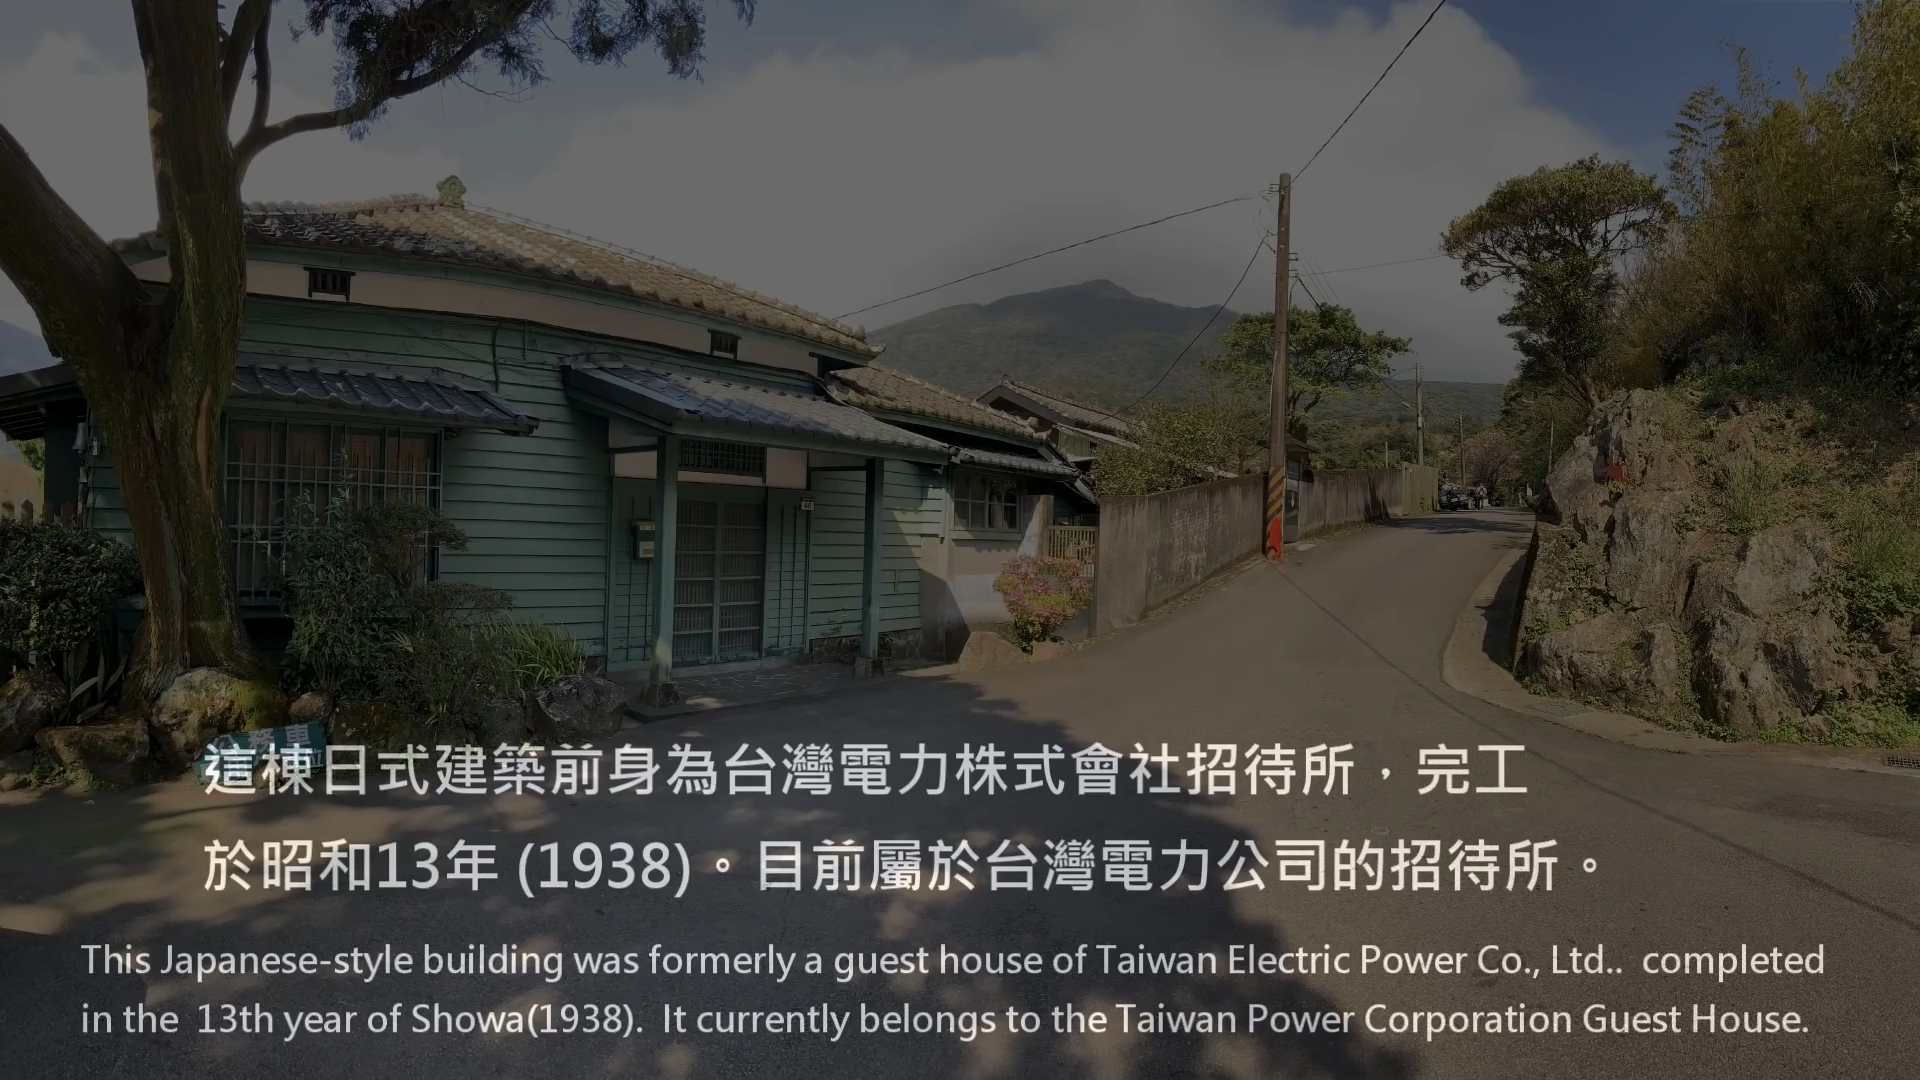 這棟日式建築前身為台灣電力株式會社招待所，完工
於昭和13年 (1938)。目前屬於台灣電力公司的招待所。
This Japanese-style building was formerly a guest house of Taiwan Electric Power Co., Ltd..  completed
in the  13th year of Showa(1938).  It currently belongs to the Taiwan Power Corporation Guest House.